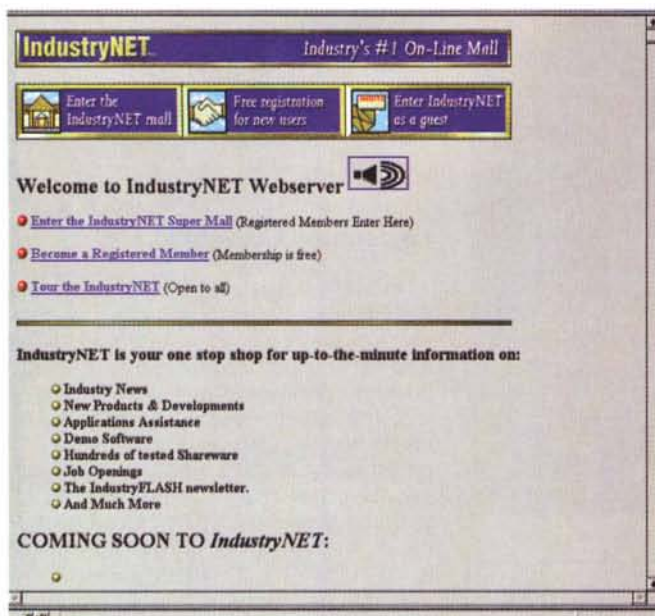 IndustryNET Industry's #1 On-Line Mall
Enter the IndustryNET mall
Free registration for new users
Enter IndustryNET as a guest
Welcome to IndustryNET Webserver
Enter the IndustryNET Super Mall (Registered Members Enter Here)
Become a Registered Member (Membership is free)
Tour the IndustryNET (Open to all)
IndustryNET is your one stop shop for up-to-the-minute information on:
Industry News
New Products & Developments
Applications Assistance
Demo Software
Hundreds of tested Shareware
Job Openings
The IndustryFLASH newsletter.
And Much More
COMING SOON TO IndustryNET: